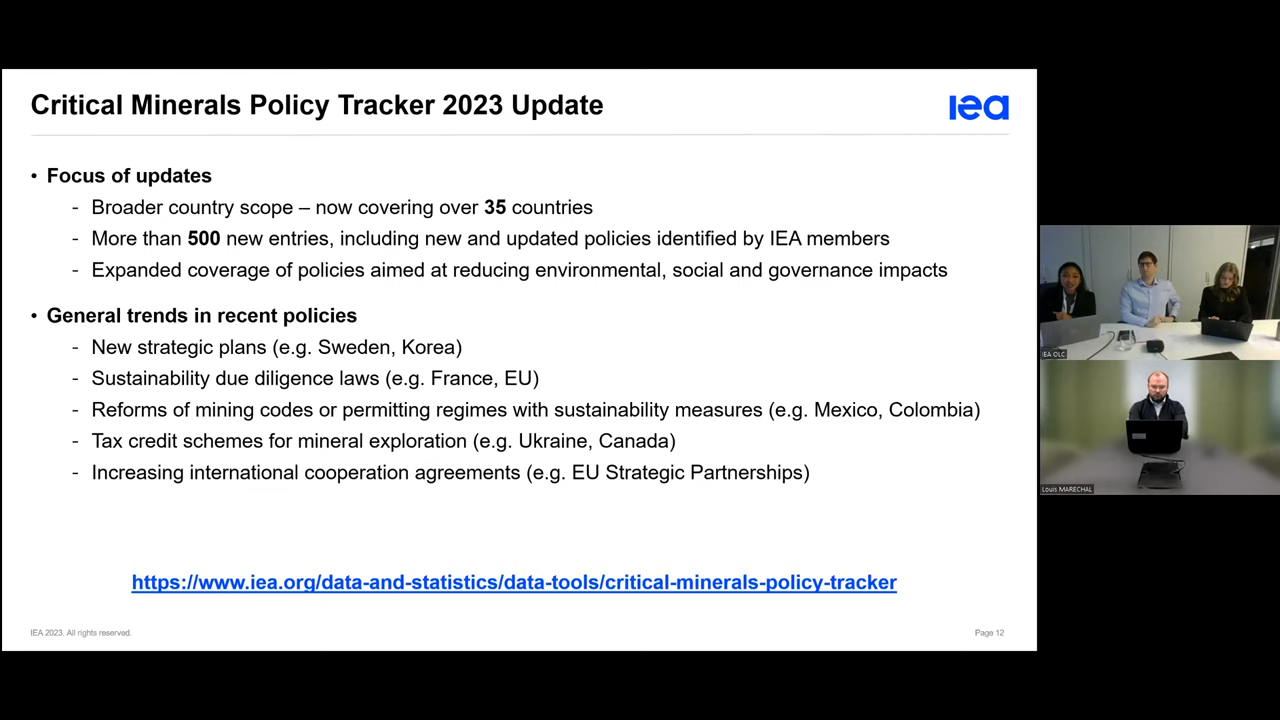 Critical Minerals Policy Tracker 2023 Update
iea
• Focus of updates
- Broader country scope – now covering over 35 countries
- More than 500 new entries, including new and updated policies identified by IEA members
- Expanded coverage of policies aimed at reducing environmental, social and governance impacts
• General trends in recent policies
- New strategic plans (e.g. Sweden, Korea)
- Sustainability due diligence laws (e.g. France, EU)
- Reforms of mining codes or permitting regimes with sustainability measures (e.g. Mexico, Colombia)
- Tax credit schemes for mineral exploration (e.g. Ukraine, Canada)
- Increasing international cooperation agreements (e.g. EU Strategic Partnerships)
https://www.iea.org/data-and-statistics/data-tools/critical-minerals-policy-tracker
IEA 2023. All rights reserved.
Page 12
IEA OLC
Louis MARECHAL